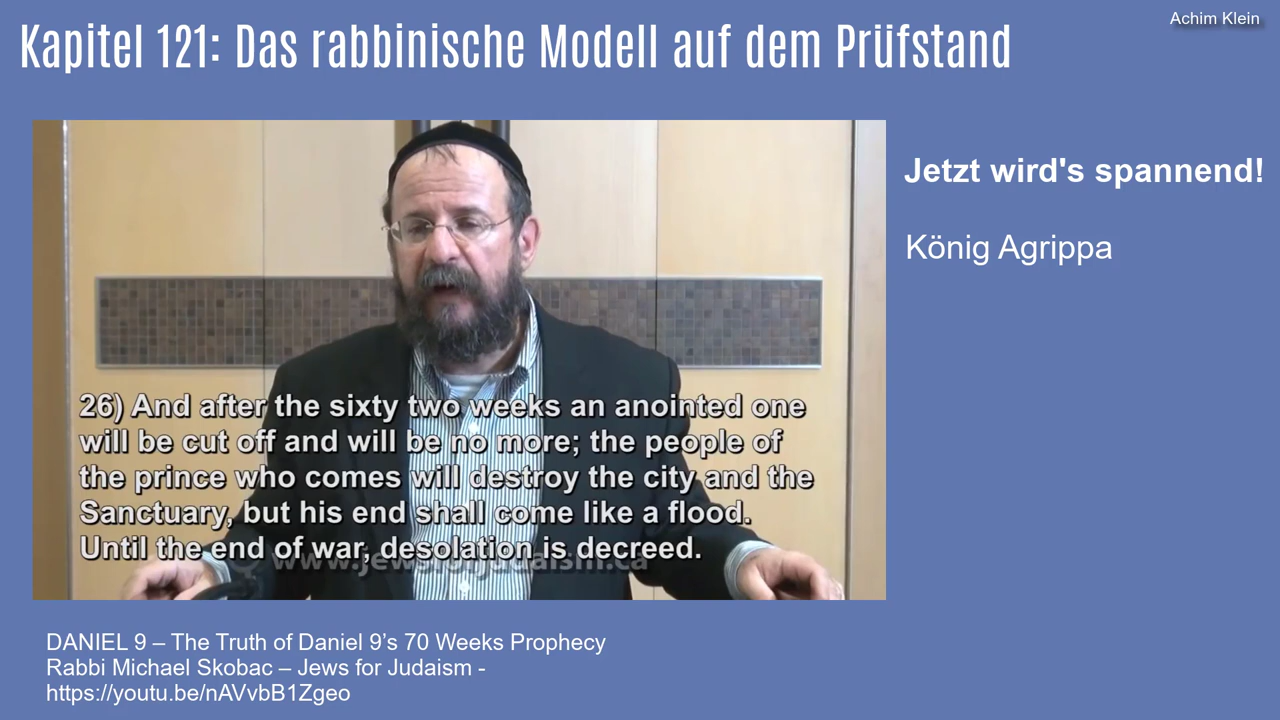 Achim Klein
Kapitel 121: Das rabbinische Modell auf dem Prüfstand
Jetzt wird's spannend!
König Agrippa
26) And after the sixty two weeks an anointed one
will be cut off and will be no more; the people of
the prince who comes will destroy the city and the
Sanctuary, but his end shall come like a flood.
Until the end of war, desolation is decreed.
www.jewsforjudaism.ca
DANIEL 9 – The Truth of Daniel 9’s 70 Weeks Prophecy
Rabbi Michael Skobac – Jews for Judaism -
https://youtu.be/nAVvbB1Zgeo